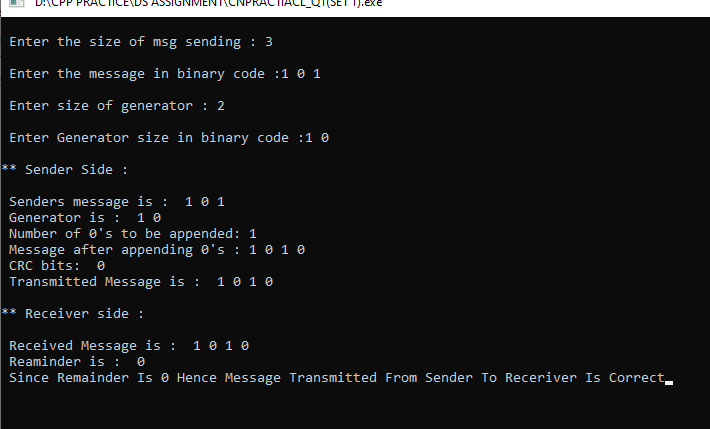 D:\CPP PRACTICE\DS ASSIGNMENT\CNPRACTIACL_Q1(SET 1).exe
Enter the size of msg sending : 3
Enter the message in binary code :1 0 1
Enter size of generator : 2
Enter Generator size in binary code :1 0
** Sender Side :
Senders message is :  1 0 1
Generator is :  1 0
Number of 0's to be appended: 1
Message after appending 0's : 1 0 1 0
CRC bits:  0
Transmitted Message is :  1 0 1 0
** Receiver side :
Received Message is :  1 0 1 0
Reaminder is :  0
Since Remainder Is 0 Hence Message Transmitted From Sender To Receriver Is Correct